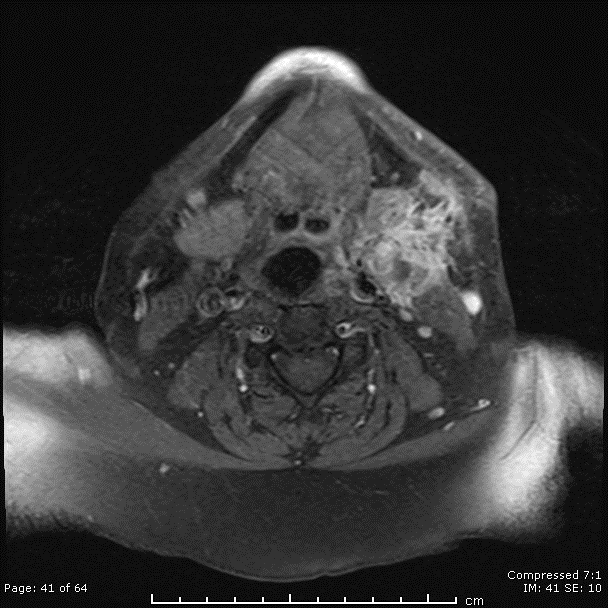 Compressed 7:1
Page: 41 of 64
IM: 41 SE: 10
cm